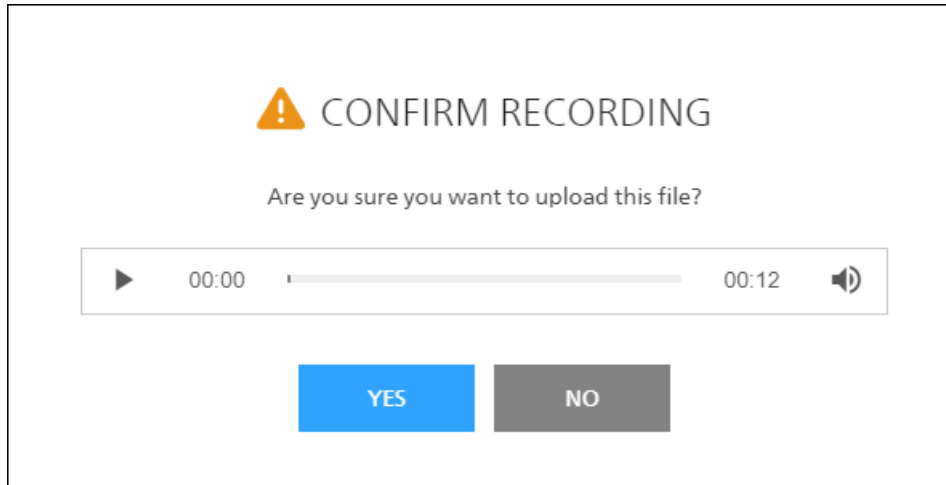 CONFIRM RECORDING
Are you sure you want to upload this file?
00:00 00:12
YES NO